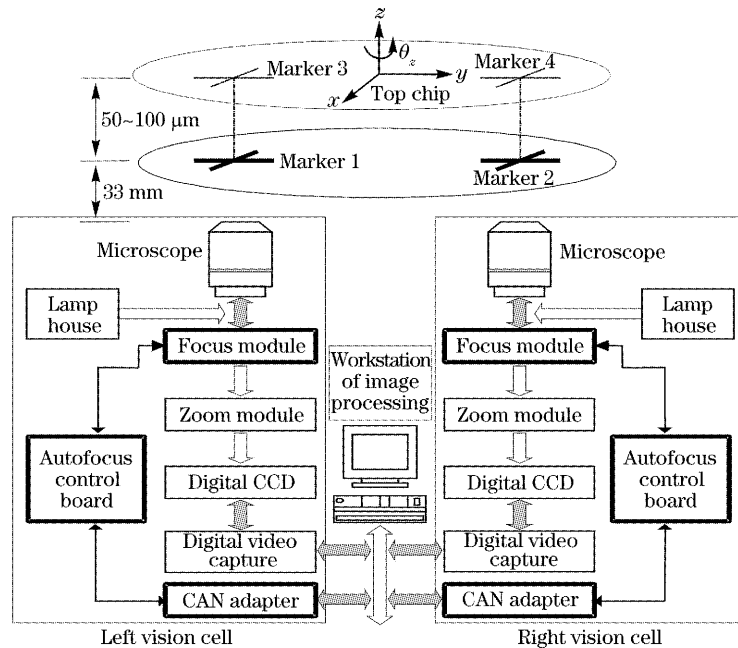 z
θz
Marker 3
Marker 4
y
x
Top chip
50~100 μm
Marker 1
Marker 2
33 mm
Microscope
Microscope
Lamp
house
Lamp
house
Focus module
Workstation
of image
processing
Focus module
Zoom module
Zoom module
Autofocus
control
board
Digital CCD
Digital CCD
Autofocus
control
board
Digital video
capture
Digital video
capture
CAN adapter
CAN adapter
Left vision cell
Right vision cell